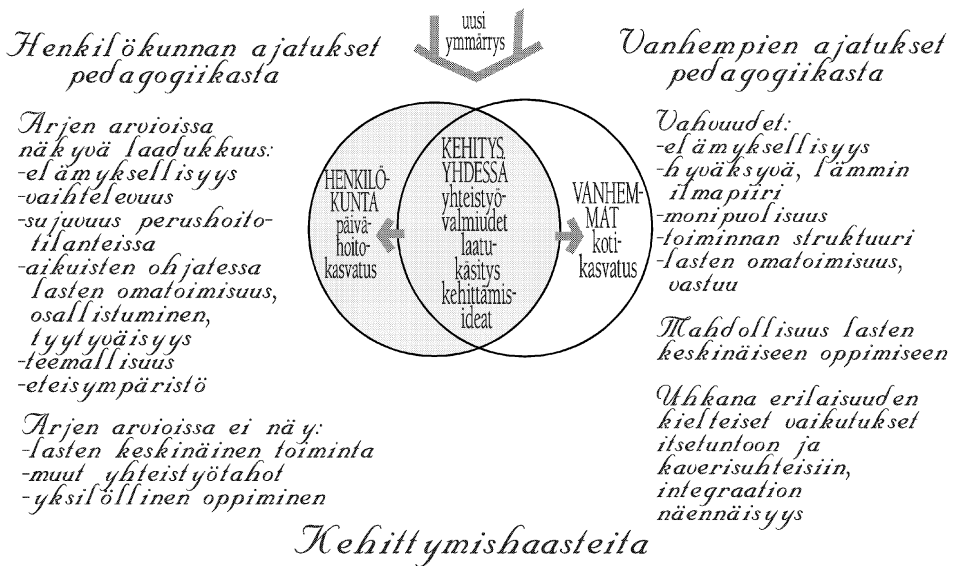 Henkilökunnan ajatukset
pedagogiikasta
Arjen arvioissa
näkyvä laadukkuus:
-elämyksellisyys
-vaihtelevuus
-sujuvuus perushoito-
tilanteissa
-aikuisten ohjatessa
lasten omatoimisuus,
osallistuminen,
tyytyväisyys
-teemallisuus
-eteisympäristö
Arjen arvioissa ei näy:
-lasten keskinäinen toiminta
-muut yhteistyötahot
-yksilöllinen oppiminen
uusi
ymmärrys
HENKILÖ-
KUNTA
päivä-
hoito-
kasvatus
KEHITYS
YHDESSÄ
yhteistyö-
valmiudet
laatu-
käsitys
kehittämis-
ideat
VANHEM-
MAT
koti-
kasvatus
Vanhempien ajatukset
pedagogiikasta
Vahvuudet:
-elämyksellisyys
-hyväksyvä, lämmin
ilmapiiri
-monipuolisuus
-toiminnan struktuuri
-lasten omatoimisuus,
vastuu
Mahdollisuus lasten
keskinäiseen oppimiseen
Uhkana erilaisuuden
kielteiset vaikutukset
itsetuntoon ja
kaverisuhteisiin,
integraation
näennäisyys
Kehittymishaasteita